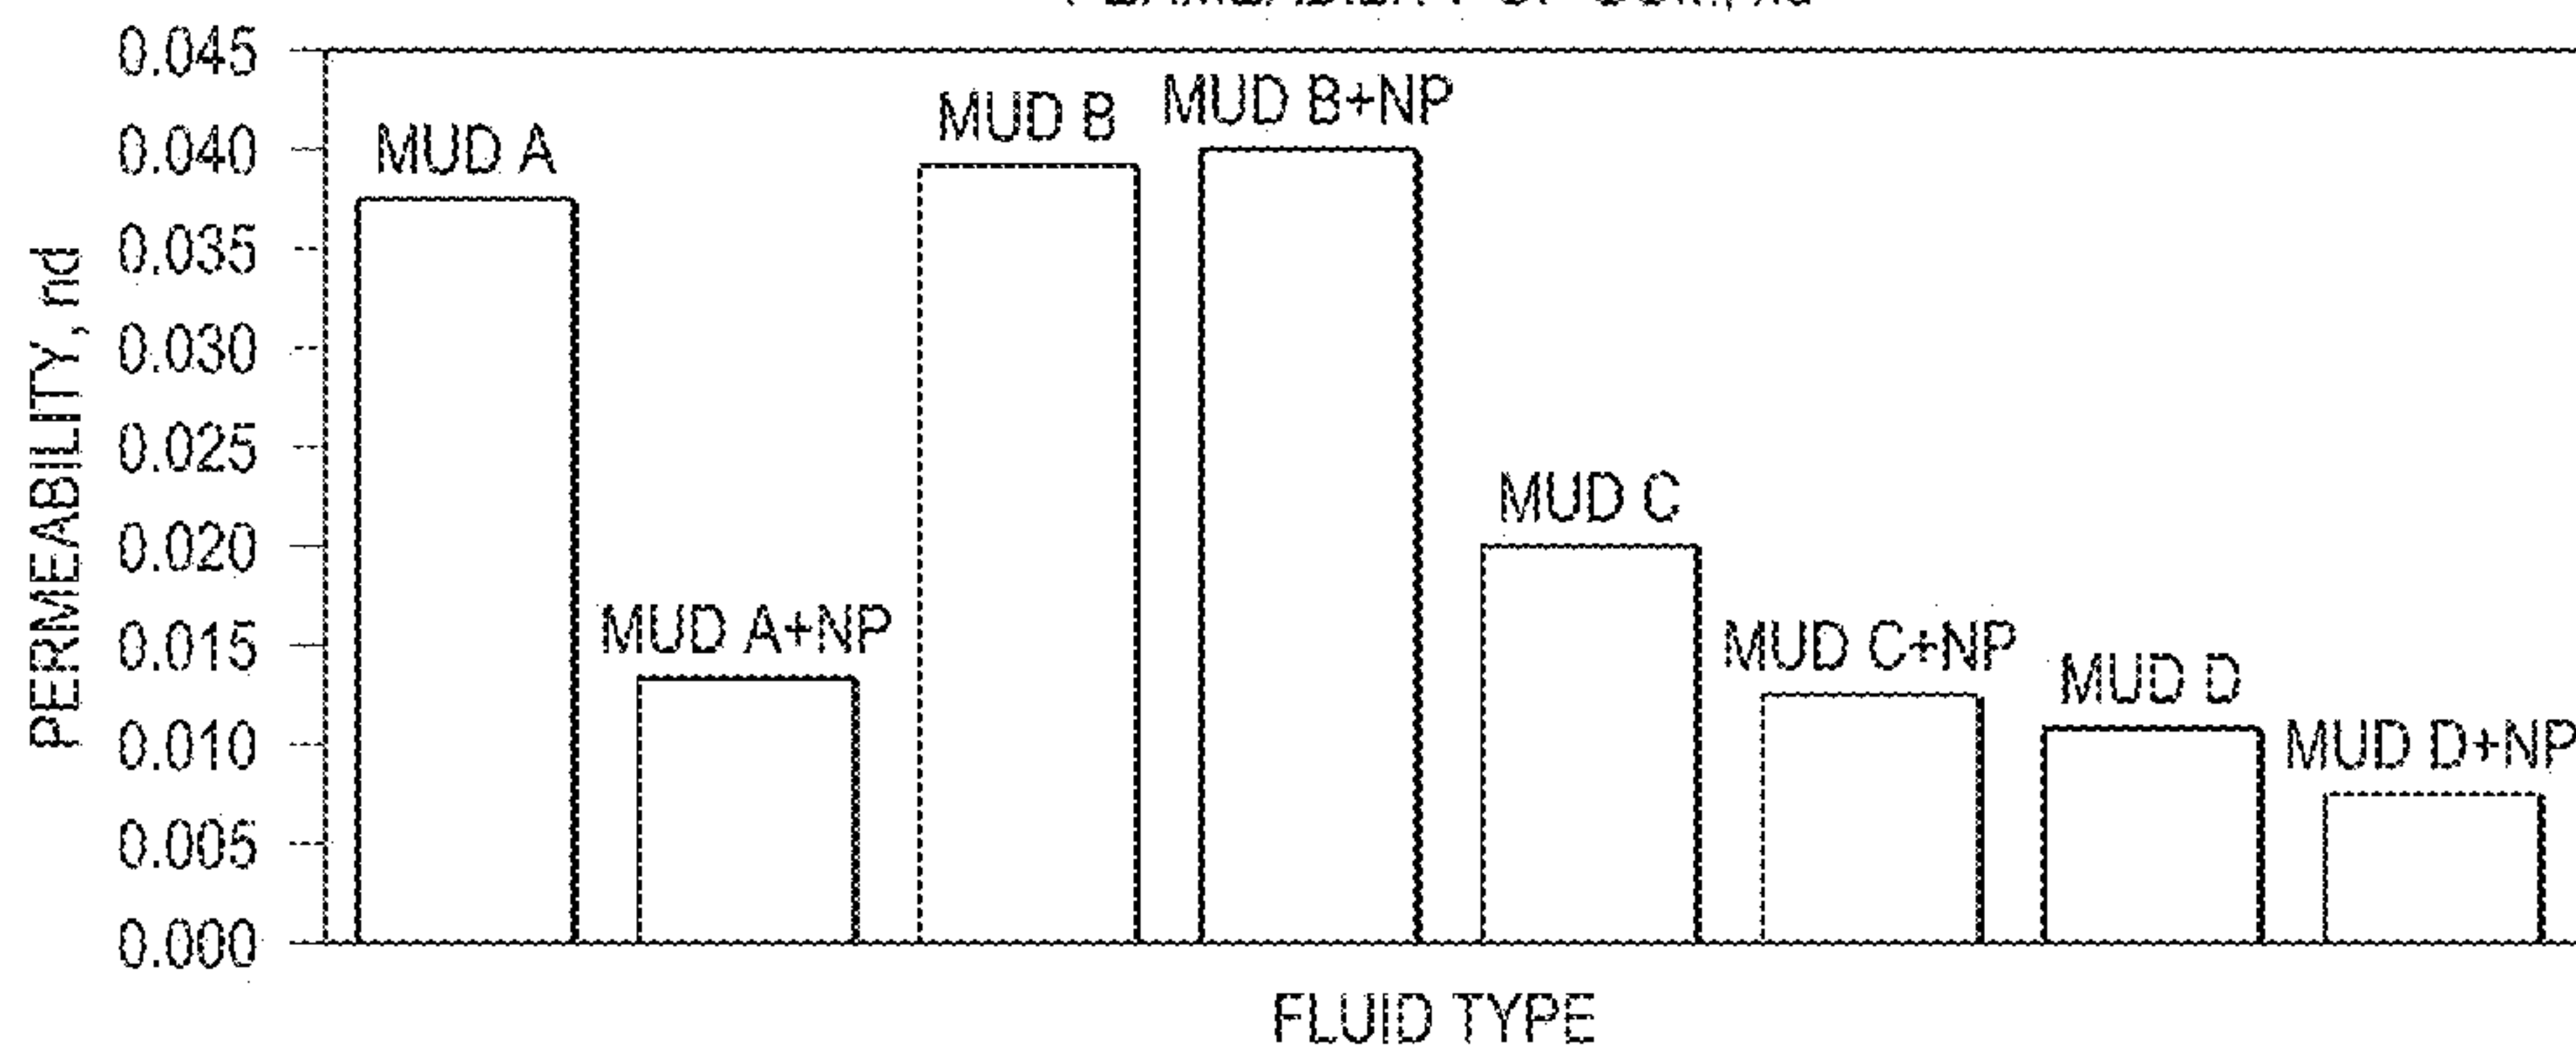 0.045
0.040
0.035
0.030
0.025
0.020
0.015
0.010
0.005
0.000
PERMEABILITY, nd
MUD A
MUD A+NP
MUD B
MUD B+NP
MUD C
MUD C+NP
MUD D
MUD D+NP
FLUID TYPE